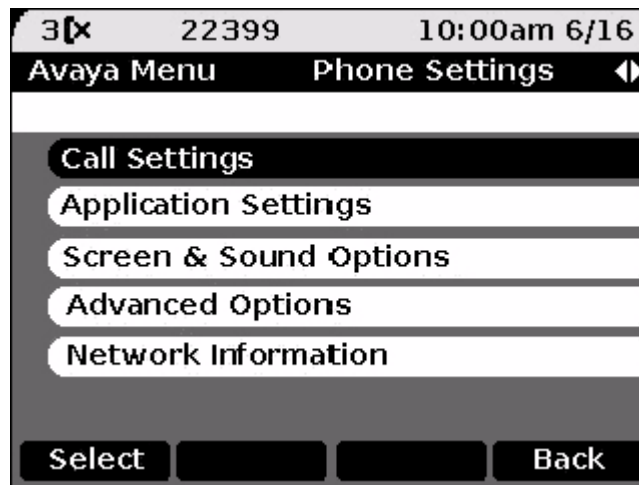 3 22399 10:00am 6/16
Avaya Menu Phone Settings
Call Settings
Application Settings
Screen & Sound Options
Advanced Options
Network Information
Select Back